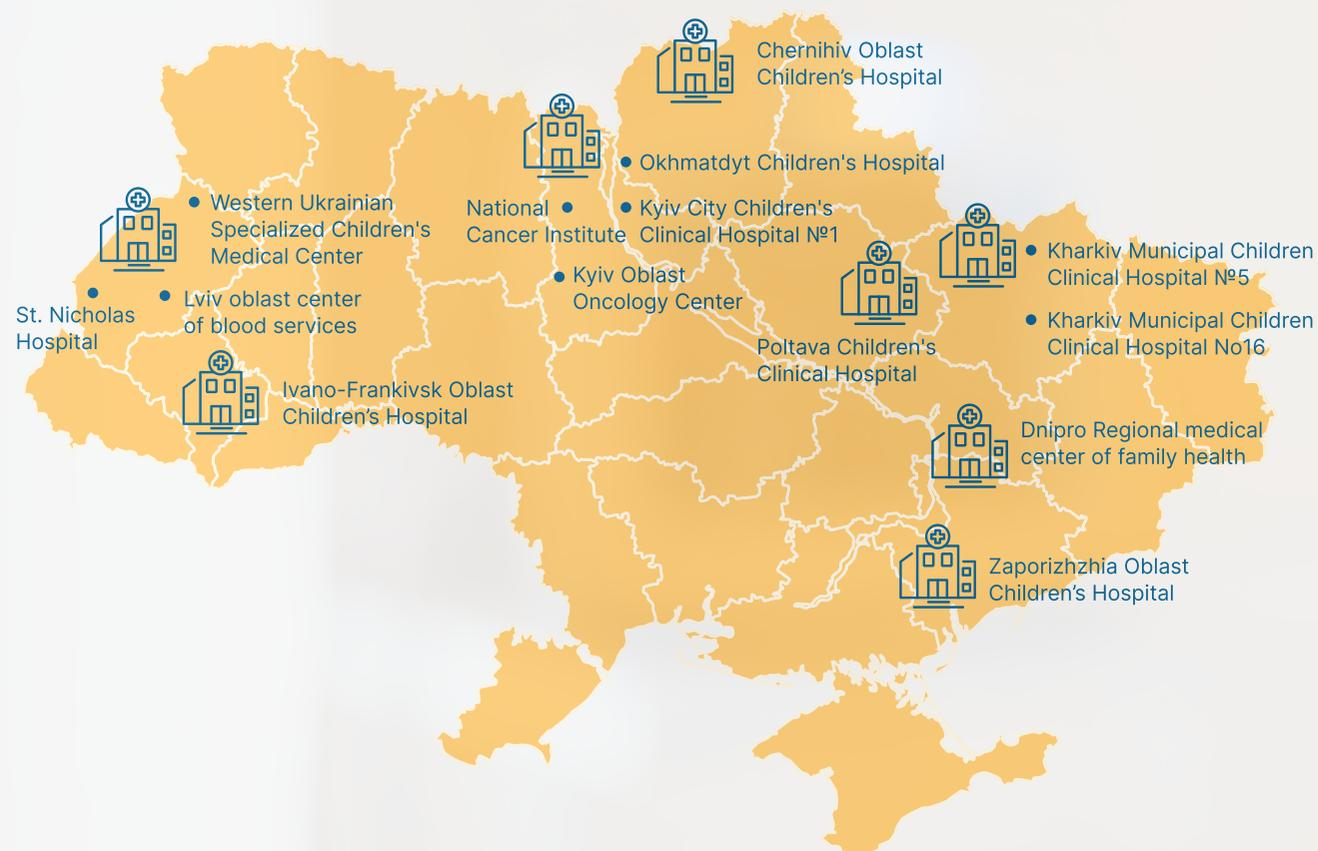 Chernihiv Oblast
Children’s Hospital
Okhmatdyt Children's Hospital
National
Cancer Institute
Kyiv City Children's
Clinical Hospital №1
Kyiv Oblast
Oncology Center
Western Ukrainian
Specialized Children's
Medical Center
St. Nicholas
Hospital
Lviv oblast center
of blood services
Ivano-Frankivsk Oblast
Children’s Hospital
Kharkiv Municipal Children
Clinical Hospital №5
Kharkiv Municipal Children
Clinical Hospital No16
Poltava Children's
Clinical Hospital
Dnipro Regional medical
center of family health
Zaporizhzhia Oblast
Children’s Hospital